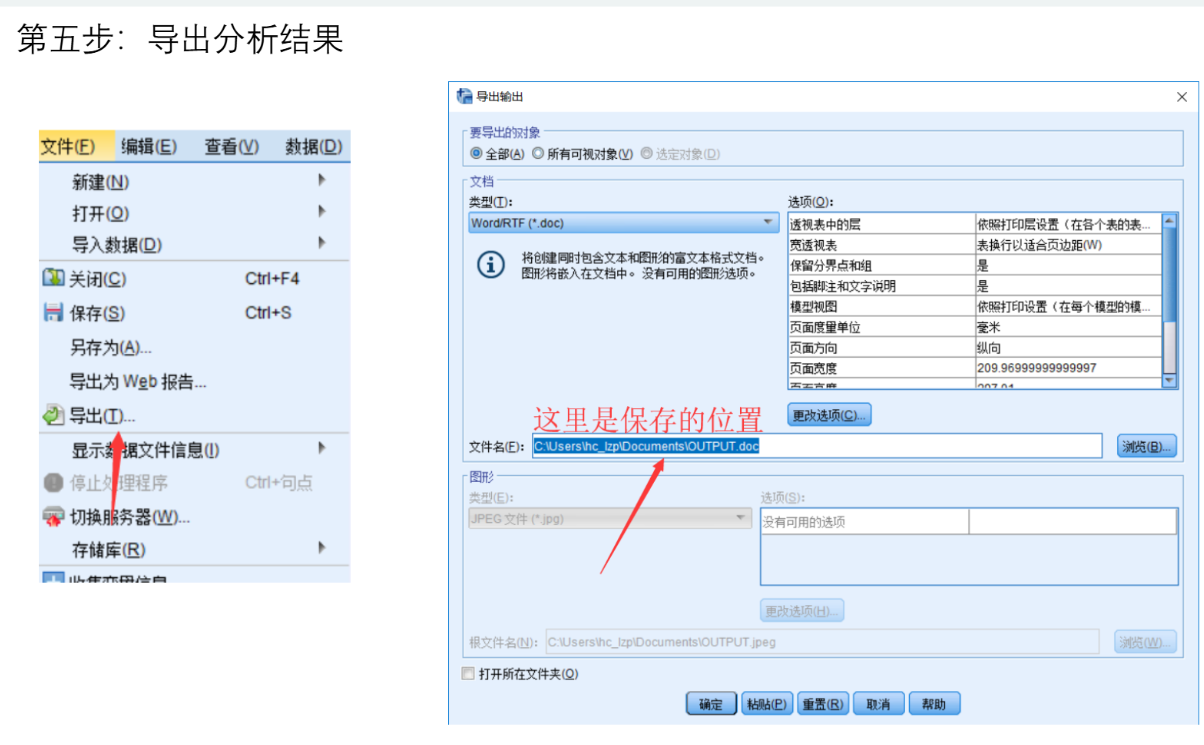 第五步：导出分析结果
文件(F) 编辑(E) 查看(V) 数据(D)
新建(N)
打开(O)
导入数据(D)
关闭(C) Ctrl+F4
保存(S) Ctrl+S
另存为(A)...
导出为 Web 报告...
导出(T)...
显示数据文件信息(I)
停止处理程序 Ctrl+句点
切换服务器(W)...
存储库(R)
导出输出
要导出的对象
全部(A) 所有可视对象(V) 选定对象(D)
文档
类型(T):
Word/RTF (*.doc)
将创建同时包含文本和图形的富文本格式文档。
图形将嵌入在文档中。没有可用的图形选项。
选项(O):
透视表中的层 依照打印层设置（在各个表的表...
宽透视表 表换行以适合页边距(W)
保留分界点和组 是
包括脚注和文字说明 是
模型视图 依照打印设置（在每个模型的模...
页面度量单位 毫米
页面方向 纵向
页面宽度 209.96999999999997
页面高度 297.01
更改选项(C)...
这里是保存的位置
文件名(F): C:\Users\hc_lzp\Documents\OUTPUT.doc 浏览(B)...
图形
类型(E):
JPEG 文件 (*.jpg)
选项(S):
没有可用的选项
更改选项(H)...
根文件名(N): C:\Users\hc_lzp\Documents\OUTPUT.jpeg 浏览(W)...
打开所在文件夹(O)
确定 粘贴(P) 重置(R) 取消 帮助